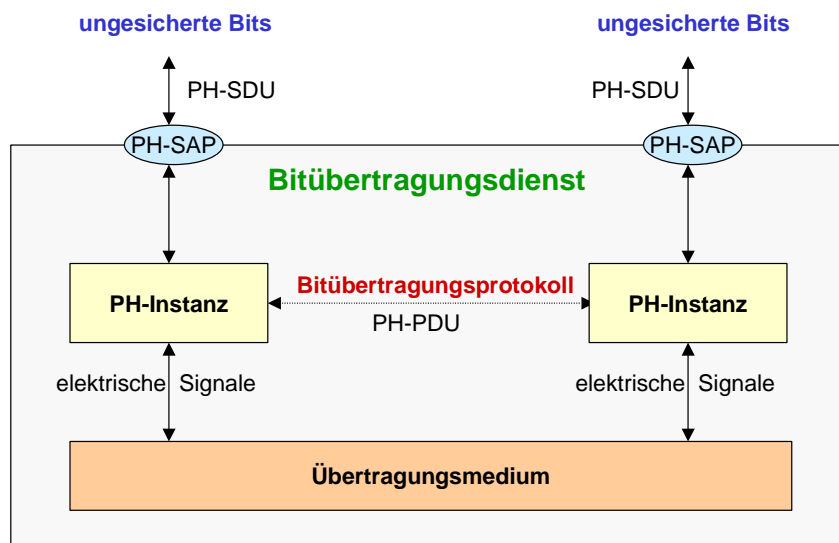 ungesicherte Bits ungesicherte Bits
PH-SDU PH-SDU
PH-SAP PH-SAP
Bitübertragungsdienst
Bitübertragungsprotokoll
PH-Instanz PH-Instanz
PH-PDU
elektrische Signale elektrische Signale
Übertragungsmedium